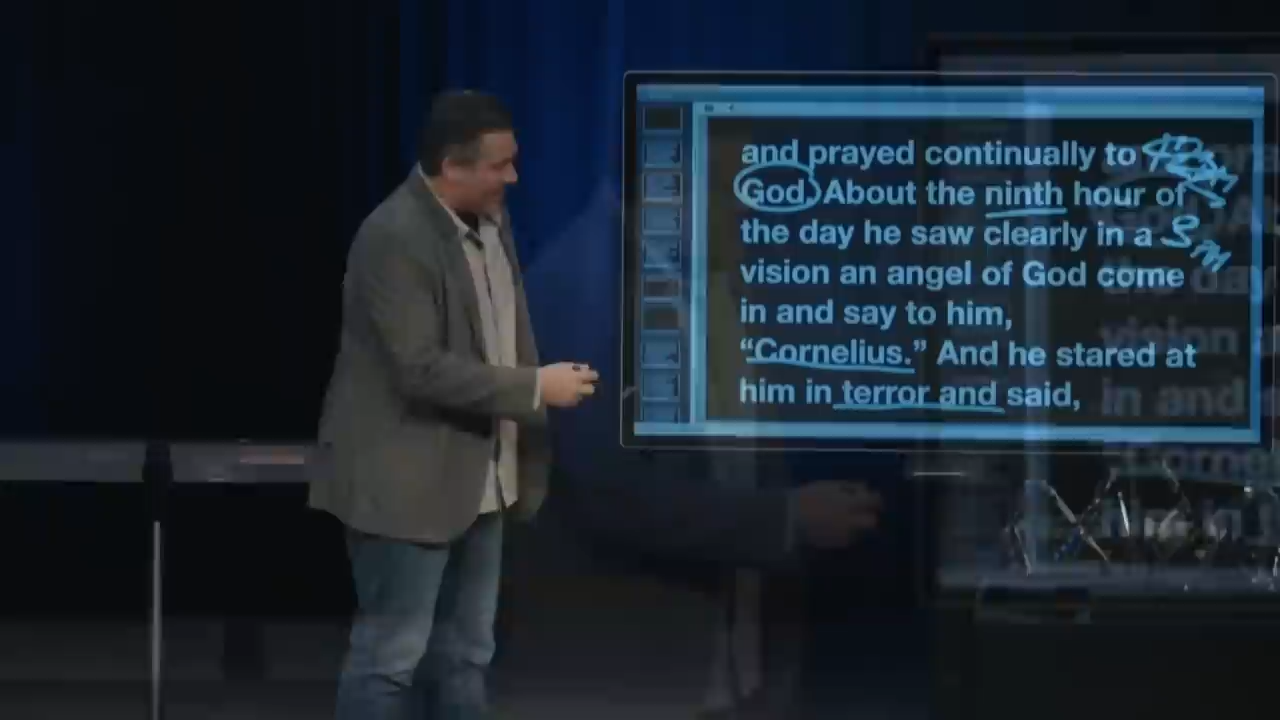 and prayed continually to
God. About the ninth hour of
the day he saw clearly in a
vision an angel of God come
in and say to him,
“Cornelius.” And he stared at
him in terror and said,